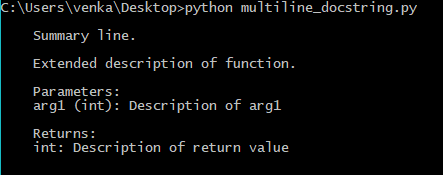 C:\Users\venka\Desktop>python multiline_docstring.py
Summary line.
Extended description of function.
Parameters:
arg1 (int): Description of arg1
Returns:
int: Description of return value